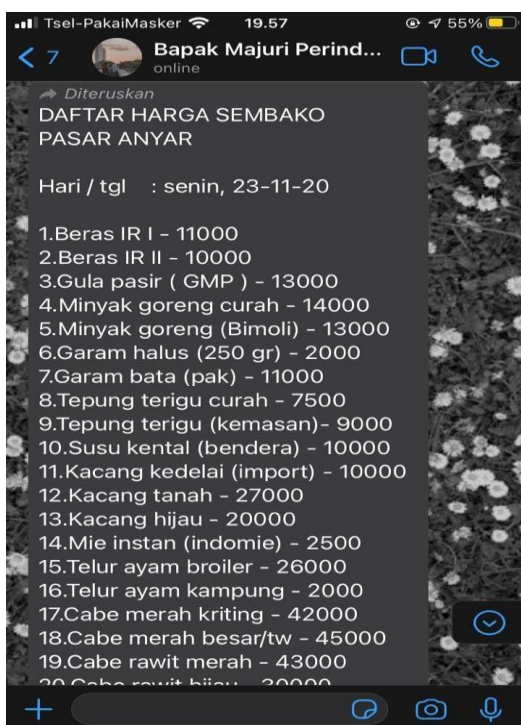 Tsel-PakaiMasker 19.57 55%
7 Bapak Majuri Perind...
online
Diteruskan
DAFTAR HARGA SEMBAKO
PASAR ANYAR
Hari / tgl : senin, 23-11-20
1.Beras IR I - 11000
2.Beras IR II - 10000
3.Gula pasir ( GMP ) - 13000
4.Minyak goreng curah - 14000
5.Minyak goreng (Bimoli) - 13000
6.Garam halus (250 gr) - 2000
7.Garam bata (pak) - 11000
8.Tepung terigu curah - 7500
9.Tepung terigu (kemasan)- 9000
10.Susu kental (bendera) - 10000
11.Kacang kedelai (import) - 10000
12.Kacang tanah - 27000
13.Kacang hijau - 20000
14.Mie instan (indomie) - 2500
15.Telur ayam broiler - 26000
16.Telur ayam kampung - 2000
17.Cabe merah kriting - 42000
18.Cabe merah besar/tw - 45000
19.Cabe rawit merah - 43000
20.Cabe rawit hijau - 30000